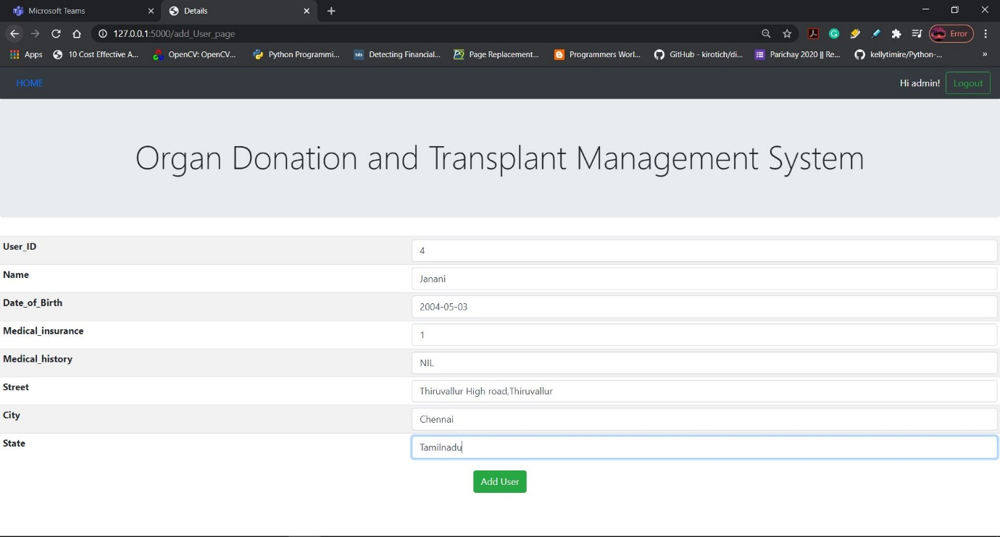 Microsoft Teams Details
127.0.0.1:5000/add_User_page Error
Apps 10 Cost Effective A... OpenCV: OpenCV... Python Programmi... tds Detecting Financial... Page Replacement... Programmers Worl... GitHub - kirotich/di... Parichay 2020 || Re... kellytimire/Python-... »
HOME Hi admin! Logout
Organ Donation and Transplant Management System
User_ID 4
Name Janani
Date_of_Birth 2004-05-03
Medical_insurance 1
Medical_history NIL
Street Thiruvallur High road,Thiruvallur
City Chennai
State Tamilnadu
Add User